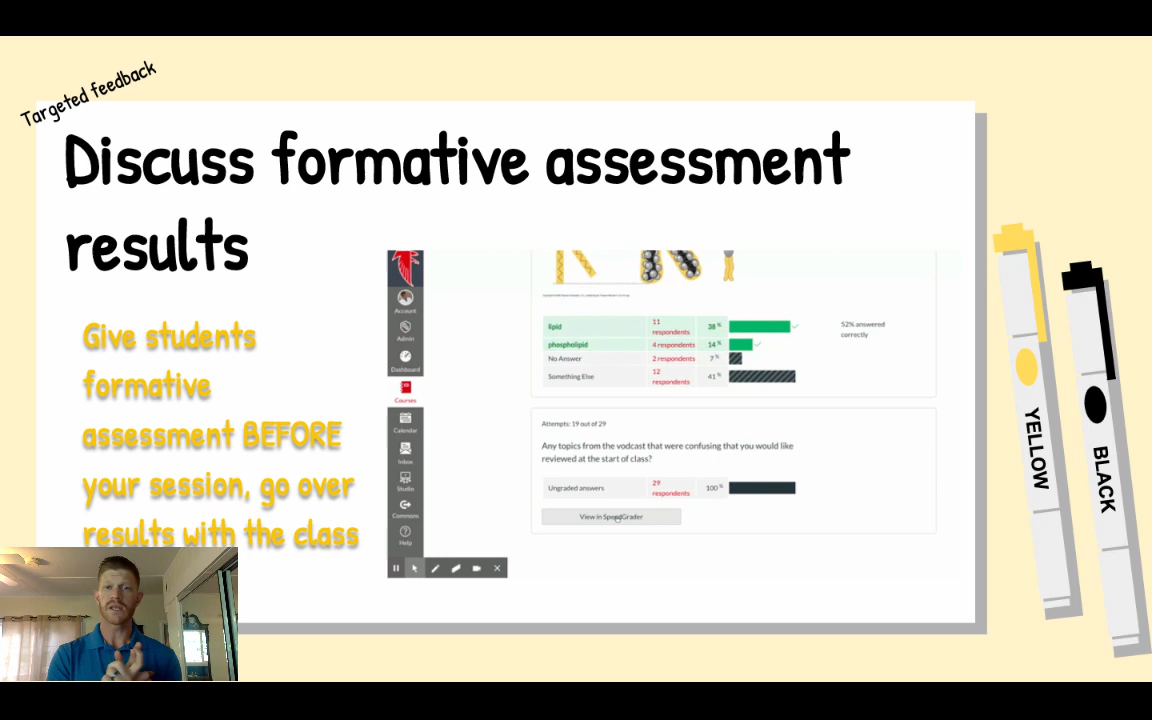 Targeted feedback
Discuss formative assessment
results
Give students
formative
assessment BEFORE
your session, go over
results with the class
Account
Admin
Dashboard
Courses
Calendar
Inbox
Studio
Commons
Help
lipid
11
respondents
38 %
52% answered
correctly
phospholipid
4 respondents
14 %
No Answer
2 respondents
7 %
Something Else
12
respondents
41 %
Attempts: 19 out of 29
Any topics from the vodcast that were confusing that you would like
reviewed at the start of class?
Ungraded answers
29
respondents
100 %
View in SpeedGrader
YELLOW
BLACK